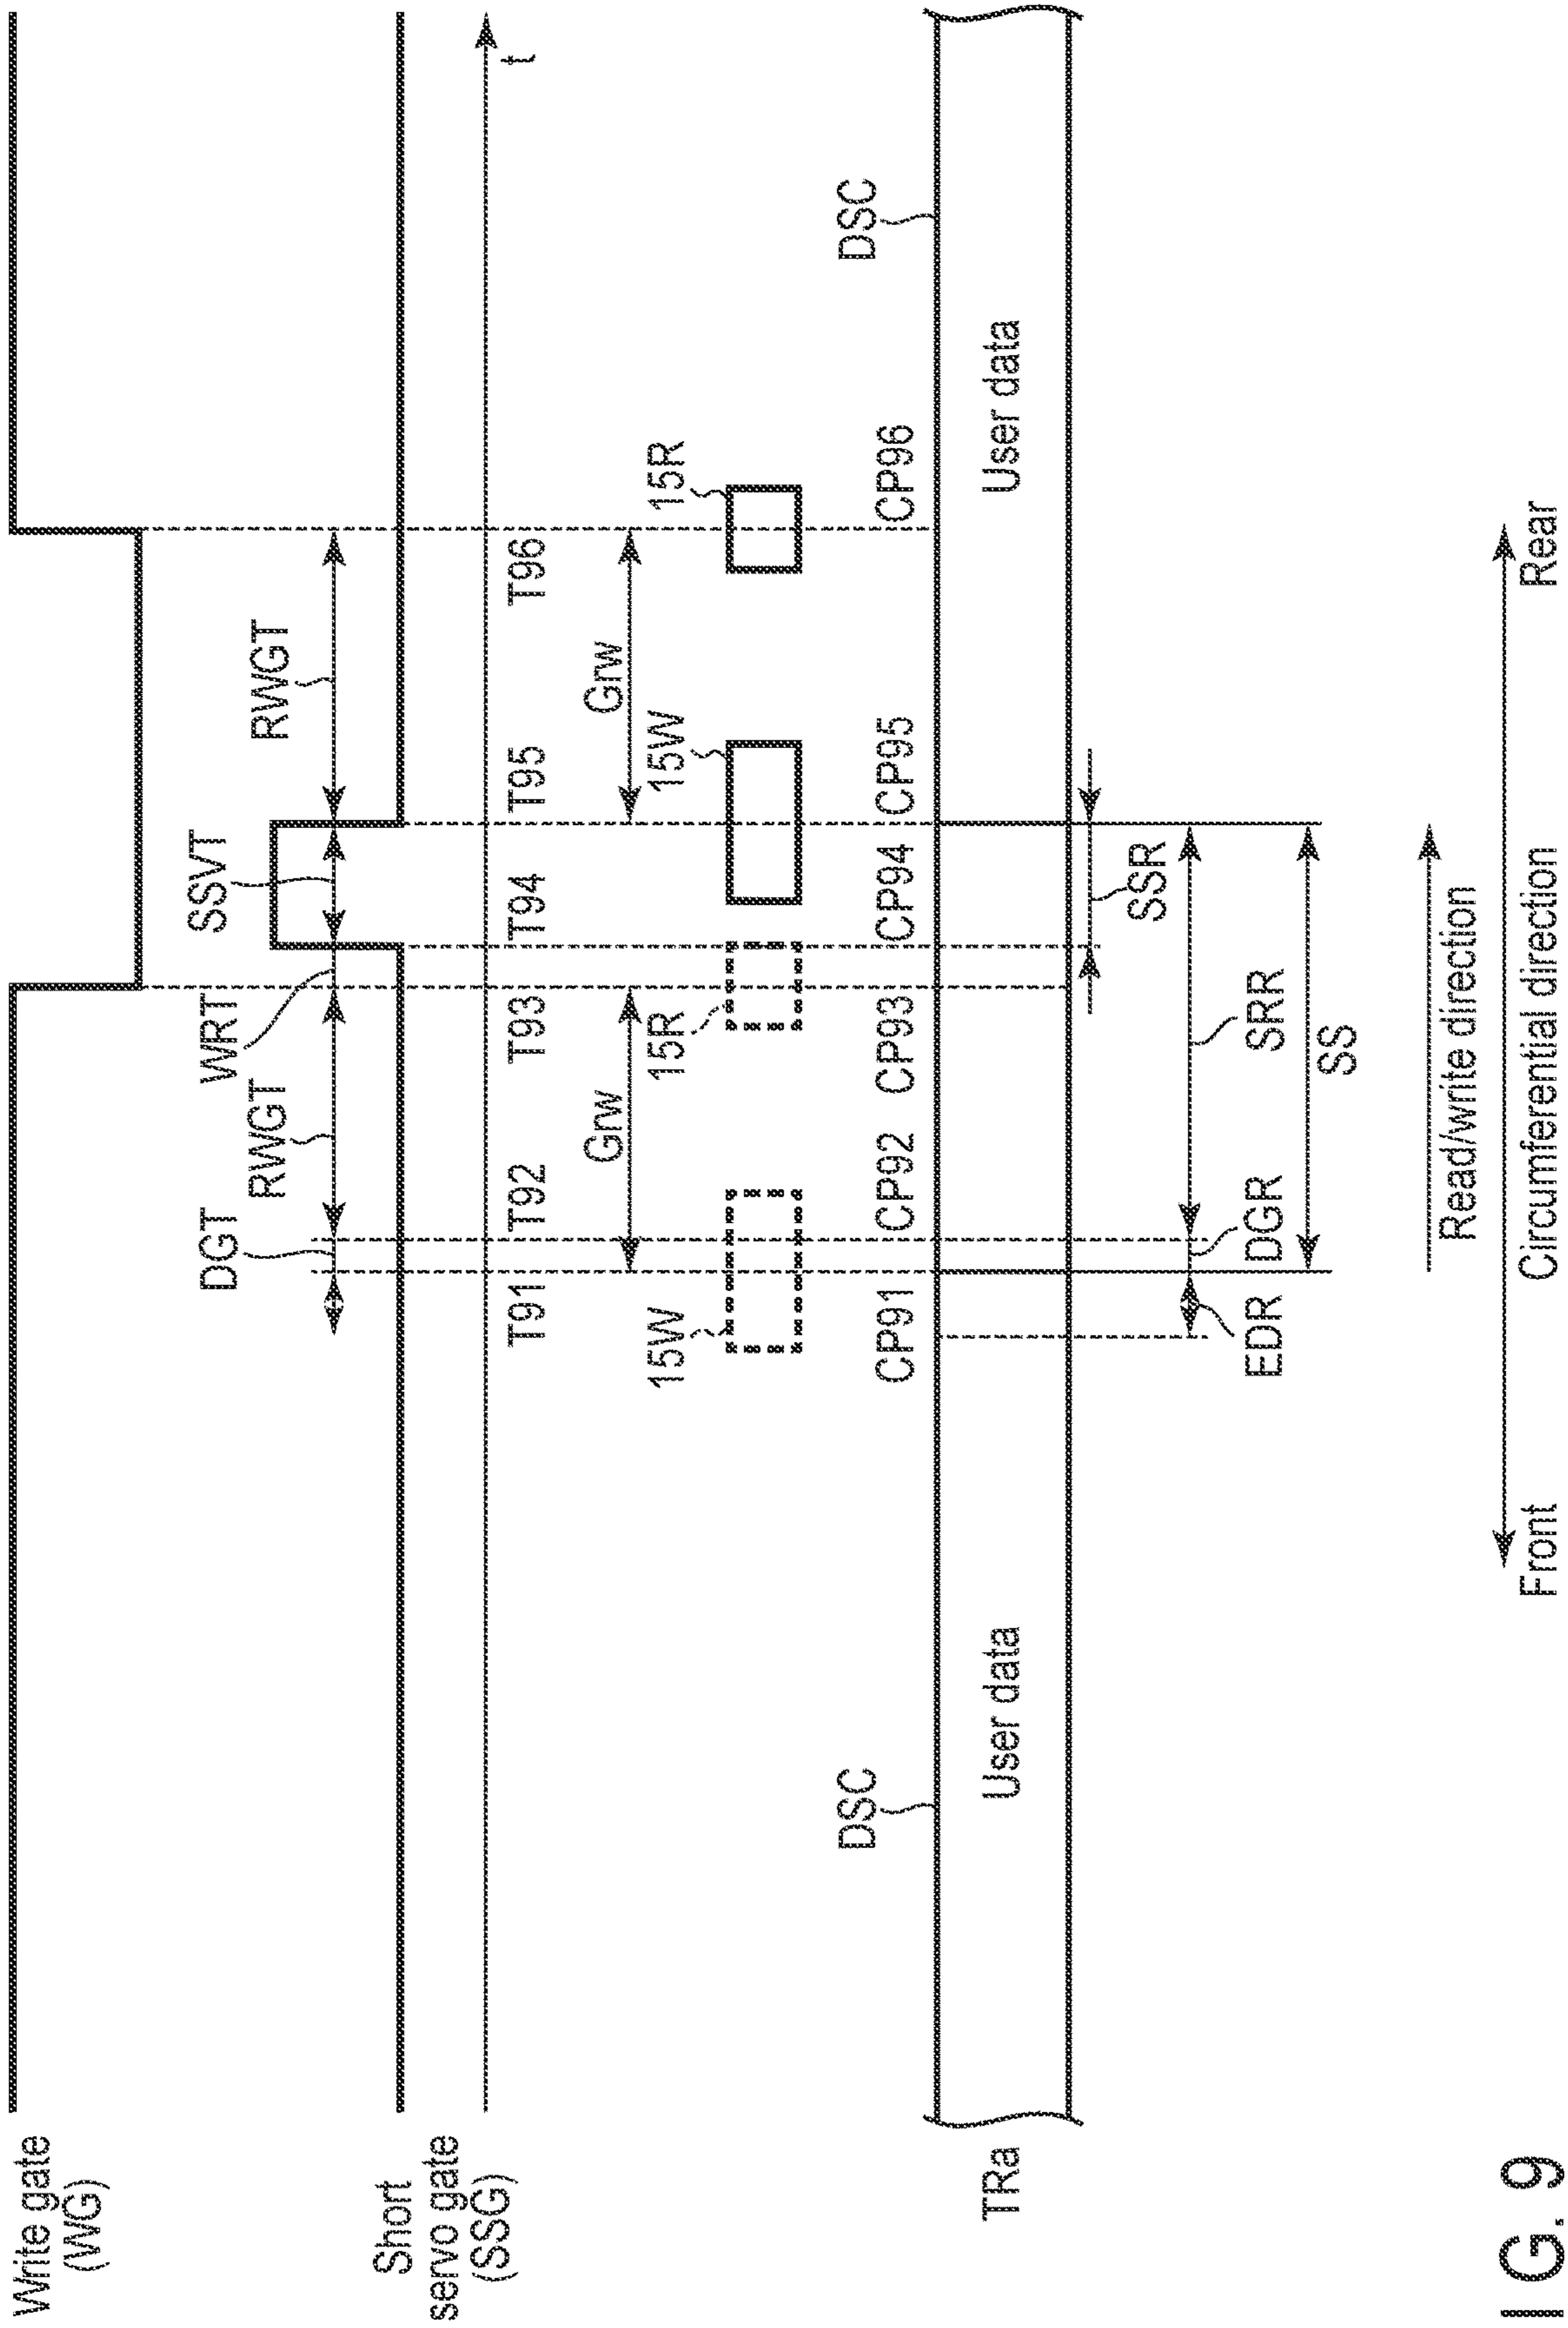 Write gate
(WG)
RWGT
SSVT
WRT
RWGT
DGT
Short
servo gate
(SSG)
t
T91
T92
T93
T94
T95
T96
Grw
Grw
15W
15R
15W
15R
DSC
DSC
CP91
CP92
CP93
CP94
CP95
CP96
TRa
User data
User data
SSR
EDR
DGR
SRR
SS
Read/write direction
Front
Circumferential direction
Rear
IG. 9